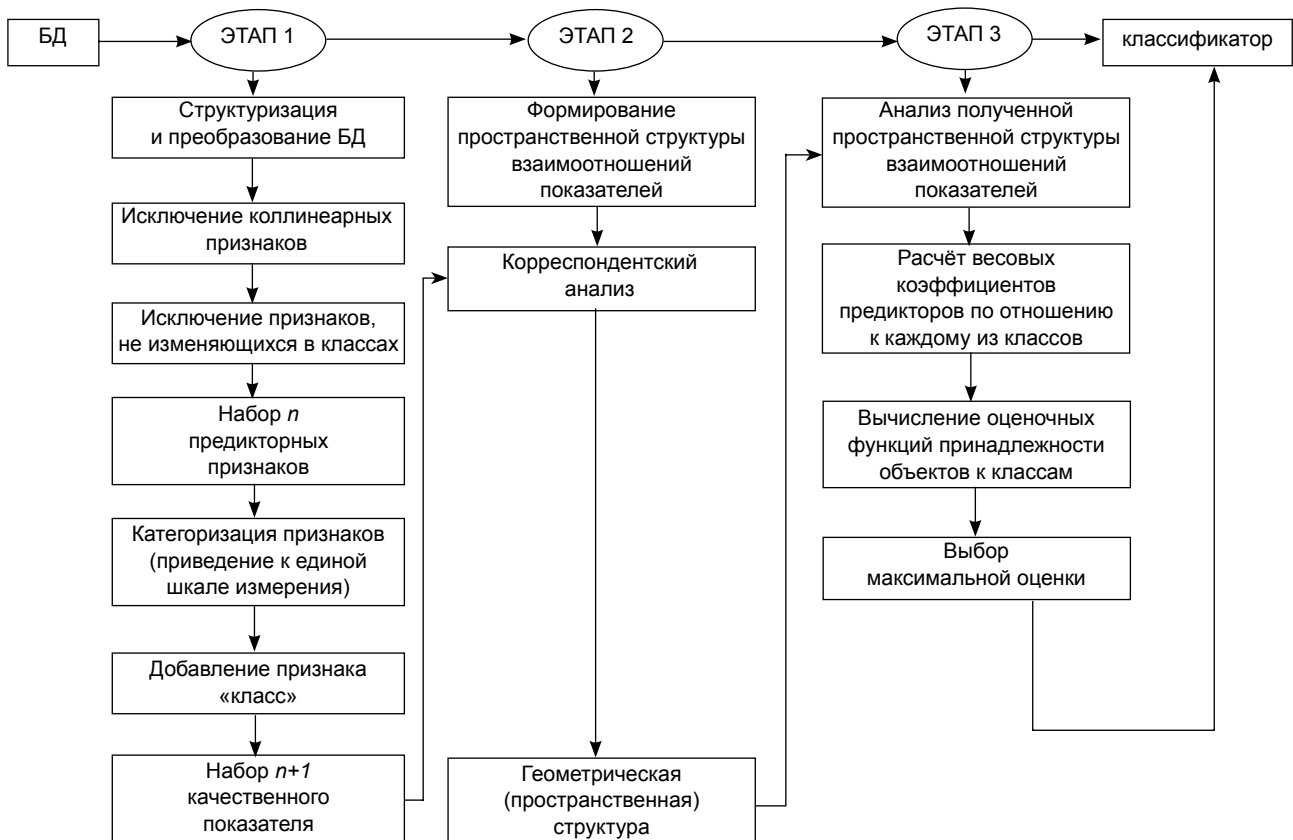 БД
ЭТАП 1
ЭТАП 2
ЭТАП 3
классификатор
Структуризация
и преобразование БД
Исключение коллинеарных
признаков
Исключение признаков,
не изменяющихся в классах
Набор n
предикторных
признаков
Категоризация признаков
(приведение к единой
шкале измерения)
Добавление признака
«класс»
Набор n+1
качественного
показателя
Формирование
пространственной структуры
взаимоотношений
показателей
Корреспондентский
анализ
Геометрическая
(пространственная)
структура
Анализ полученной
пространственной структуры
взаимоотношений
показателей
Расчёт весовых
коэффициентов
предикторов по отношению
к каждому из классов
Вычисление оценочных
функций принадлежности
объектов к классам
Выбор
максимальной оценки